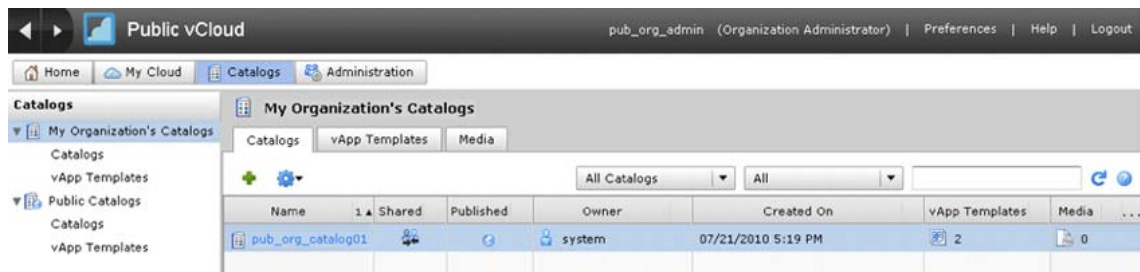 Public vCloud pub_org_admin (Organization Administrator) | Preferences | Help | Logout
Home My Cloud Catalogs Administration
Catalogs
My Organization's Catalogs
Catalogs
vApp Templates
Public Catalogs
Catalogs
vApp Templates
My Organization's Catalogs
Catalogs vApp Templates Media
All Catalogs All
Name 1 Shared Published Owner Created On vApp Templates Media ...
pub_org_catalog01 system 07/21/2010 5:19 PM 2 0